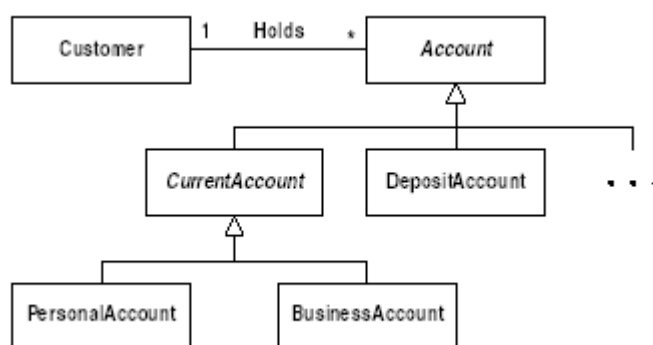 Customer 1 Holds * Account
CurrentAccount DepositAccount . . .
PersonalAccount BusinessAccount